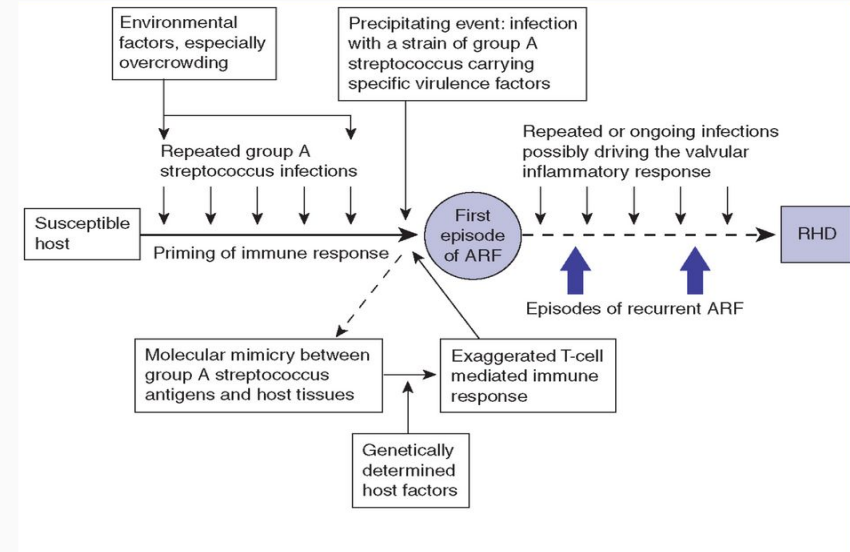 Environmental
factors, especially
overcrowding
Precipitating event: infection
with a strain of group A
streptococcus carrying
specific virulence factors
Repeated group A
streptococcus infections
Repeated or ongoing infections
possibly driving the valvular
inflammatory response
Susceptible
host
Priming of immune response
First
episode
of ARF
RHD
Episodes of recurrent ARF
Molecular mimicry between
group A streptococcus
antigens and host tissues
Exaggerated T-cell
mediated immune
response
Genetically
determined
host factors